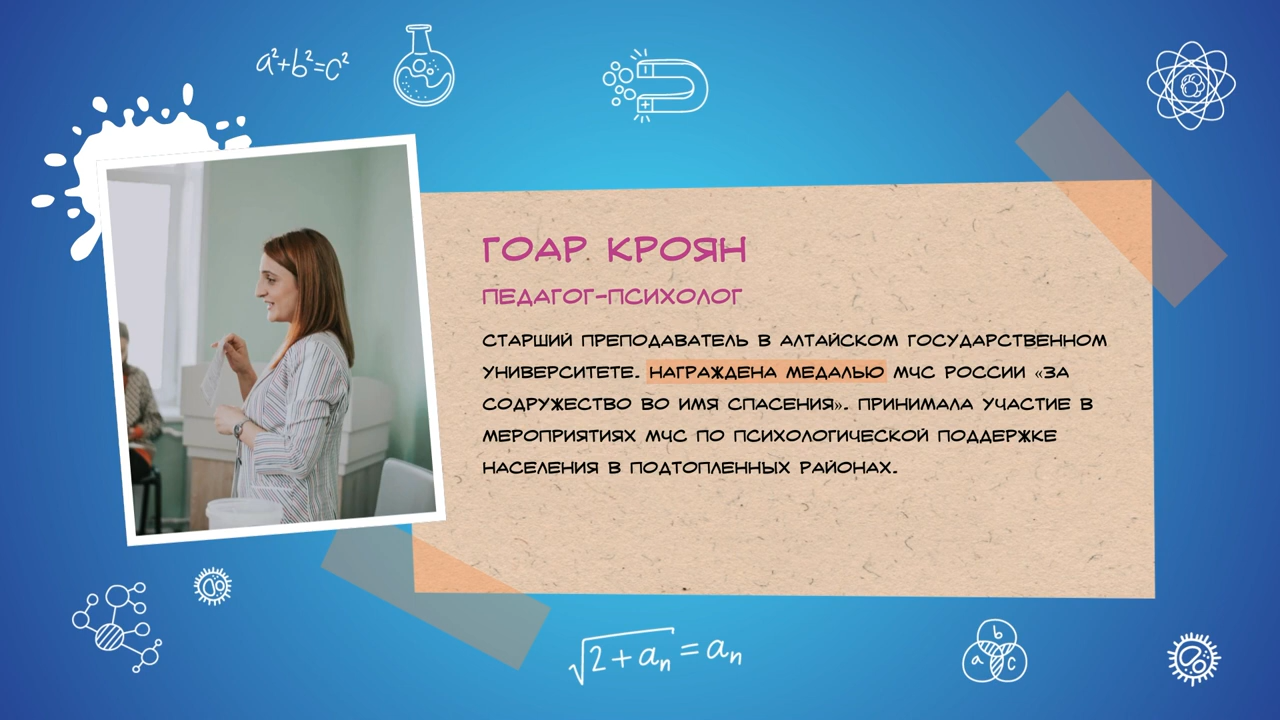 a²+b²=c²
ГОАР КРОЯН
ПЕДАГОГ-ПСИХОЛОГ
СТАРШИЙ ПРЕПОДАВАТЕЛЬ В АЛТАЙСКОМ ГОСУДАРСТВЕННОМ
УНИВЕРСИТЕТЕ. НАГРАЖДЕНА МЕДАЛЬЮ МЧС РОССИИ «ЗА
СОДРУЖЕСТВО ВО ИМЯ СПАСЕНИЯ». ПРИНИМАЛА УЧАСТИЕ В
МЕРОПРИЯТИЯХ МЧС ПО ПСИХОЛОГИЧЕСКОЙ ПОДДЕРЖКЕ
НАСЕЛЕНИЯ В ПОДТОПЛЕННЫХ РАЙОНАХ.
√2+aₙ = aₙ
b
a c